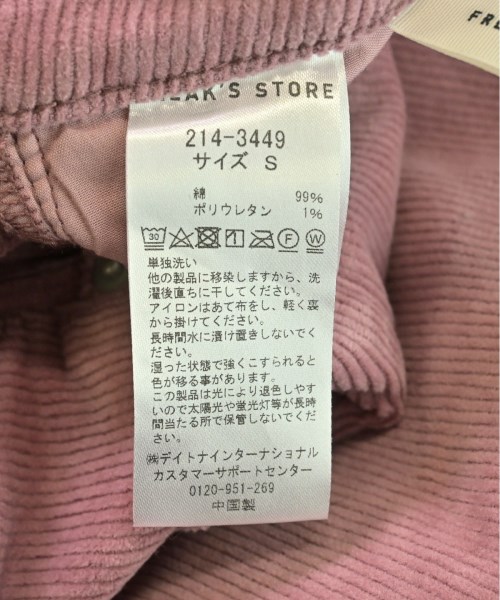 EAK'S STORE
214-3449
サイズ S
綿 99%
ポリウレタン 1%
30 F W
単独洗い
他の製品に移染しますから、洗
濯後直ちに干してください。
アイロンはあて布をし、軽く裏
から掛けてください。
長時間水に漬け置きしないでく
ださい。
湿った状態で強くこすられると
色が移る事があります。
この製品は光により退色しやす
いので太陽光や蛍光灯等が長時
間当たる所で保管しないでくだ
さい。
㈱デイトナインターナショナル
カスタマーサポートセンター
0120-951-269
中国製
FRE